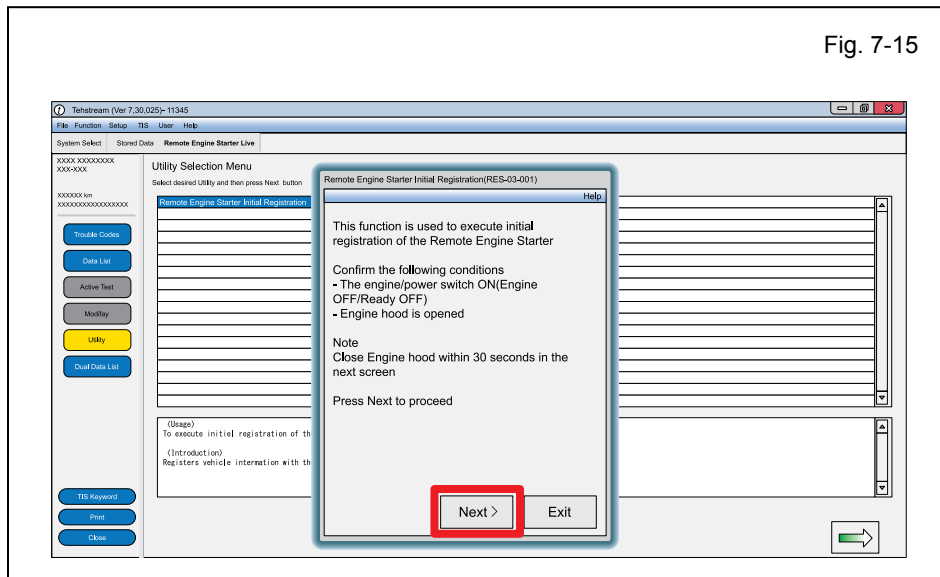 Fig. 7-15
Tehstream (Ver 7,30,025)- 11345
File Function Setup TIS User Help
System Select Stored Data Remote Engine Starter Live
XXXX XXXXXXXX
XXX-XXX
XXXXXX km
XXXXXXXXXXXXXXXXX
Trouble Codes
Data List
Active Test
Modifay
Utility
Dual Data List
TIS Keyword
Print
Close
Utility Selection Menu
Select desired Utility and then press Next button
Remote Engine Starter Initial Registration
(Usage)
To execute initiel registration of th
(Introduction)
Registers vehicle intermation with th
Remote Engine Starter Initial Registration(RES-03-001)
Help
This function is used to execute initial
registration of the Remote Engine Starter
Confirm the following conditions
- The engine/power switch ON(Engine
OFF/Ready OFF)
- Engine hood is opened
Note
Close Engine hood within 30 seconds in the
next screen
Press Next to proceed
Next >
Exit